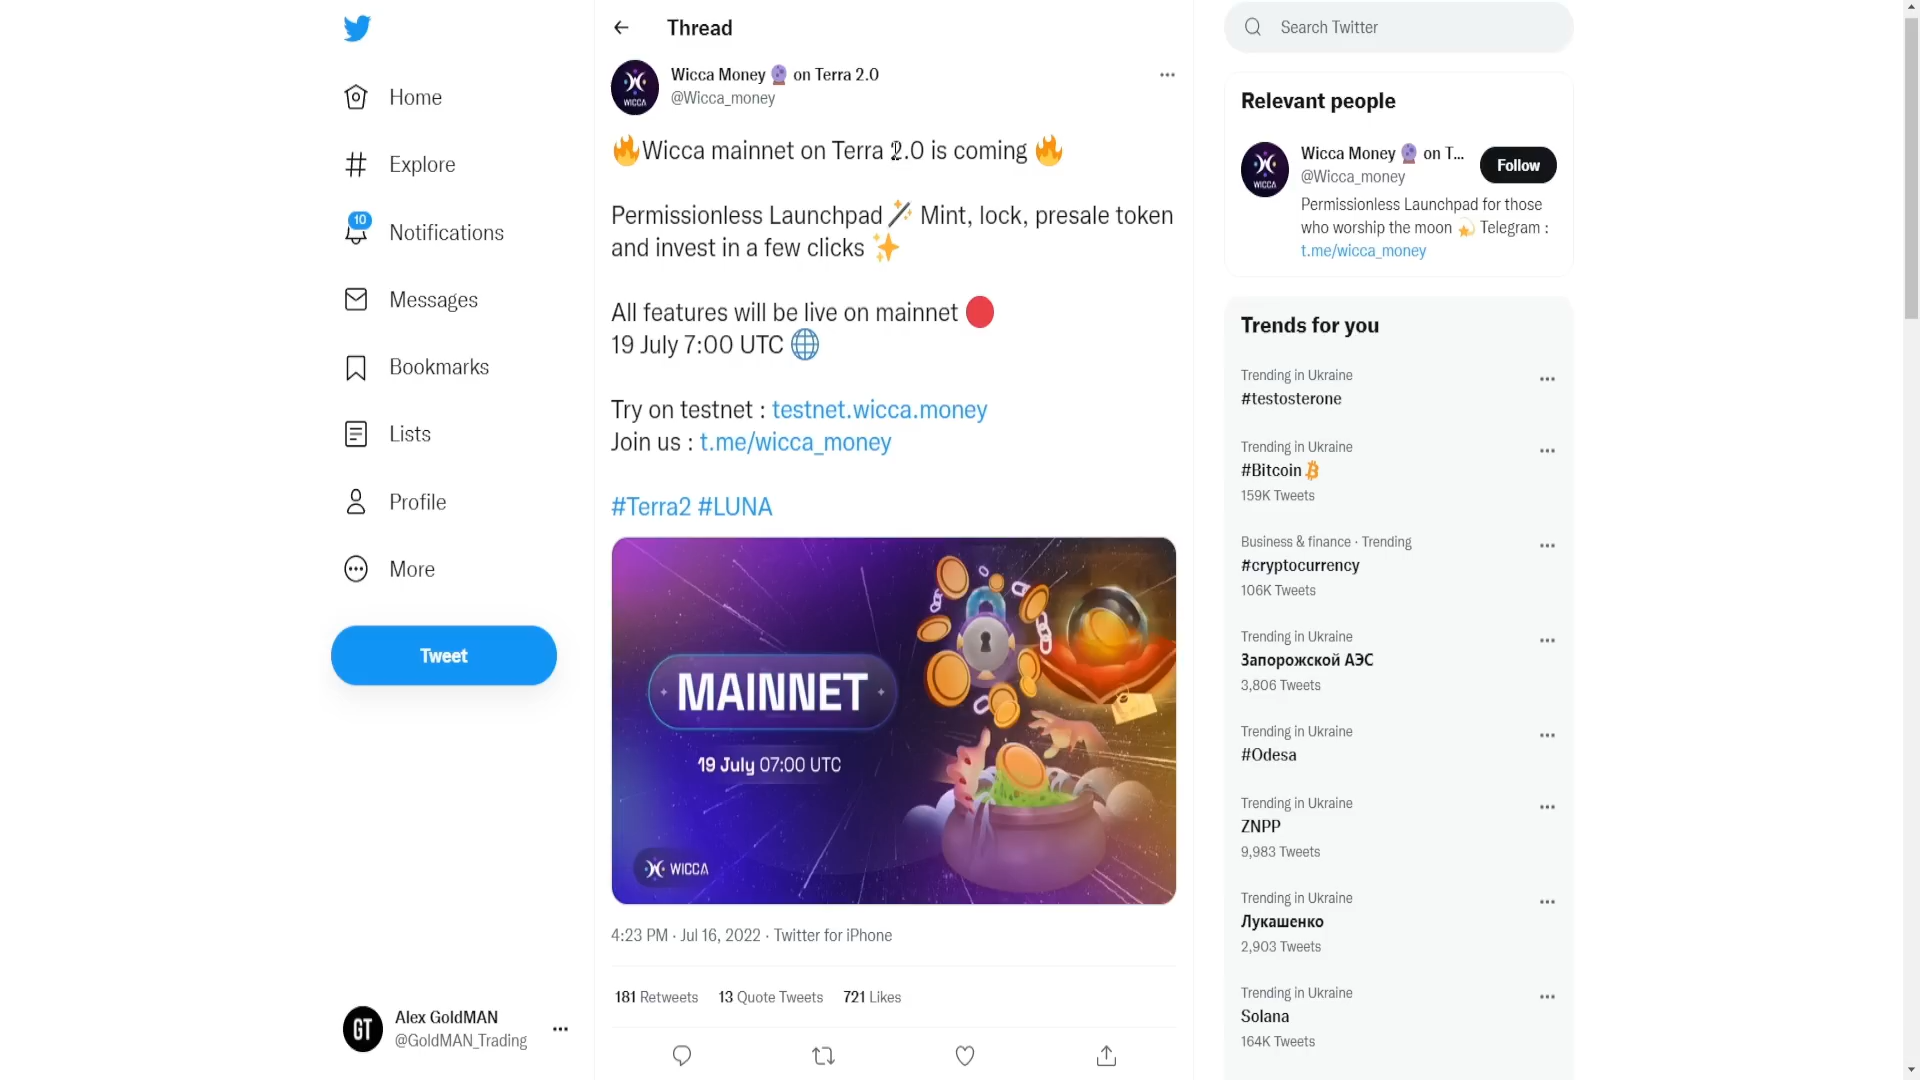 Home
Explore
10
Notifications
Messages
Bookmarks
Lists
Profile
More
Tweet
Alex GoldMAN
@GoldMAN_Trading
GT
Thread
Wicca Money 🔮 on Terra 2.0
@Wicca_money
WICCA
🔥Wicca mainnet on Terra 2.0 is coming 🔥
Permissionless Launchpad 🪄 Mint, lock, presale token
and invest in a few clicks ✨
All features will be live on mainnet 🔴
19 July 7:00 UTC 🌐
Try on testnet : testnet.wicca.money
Join us : t.me/wicca_money
#Terra2 #LUNA
MAINNET
19 July 07:00 UTC
WICCA
4:23 PM · Jul 16, 2022 · Twitter for iPhone
181 Retweets 13 Quote Tweets 721 Likes
Search Twitter
Relevant people
Wicca Money 🔮 on T...
@Wicca_money
WICCA
Follow
Permissionless Launchpad for those
who worship the moon 💫 Telegram :
t.me/wicca_money
Trends for you
Trending in Ukraine
#testosterone
Trending in Ukraine
#Bitcoin
159K Tweets
Business & finance · Trending
#cryptocurrency
106K Tweets
Trending in Ukraine
Запорожской АЭС
3,806 Tweets
Trending in Ukraine
#Odesa
Trending in Ukraine
ZNPP
9,983 Tweets
Trending in Ukraine
Лукашенко
2,903 Tweets
Trending in Ukraine
Solana
164K Tweets